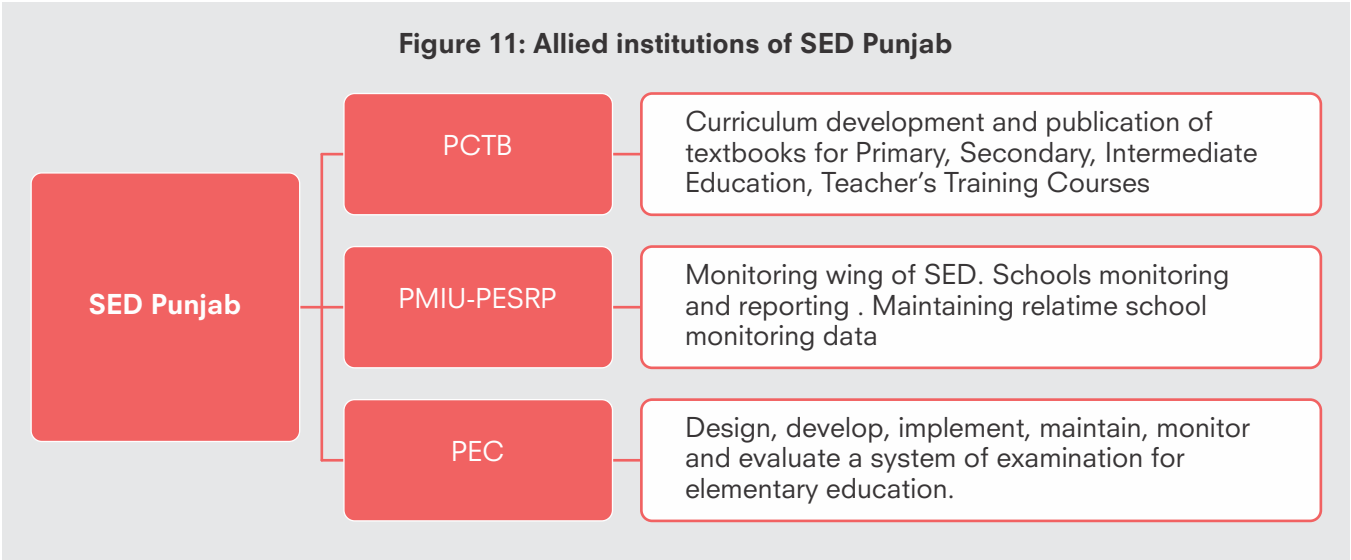 Figure 11: Allied institutions of SED Punjab
SED Punjab
PCTB
Curriculum development and publication of
textbooks for Primary, Secondary, Intermediate
Education, Teacher’s Training Courses
PMIU-PESRP
Monitoring wing of SED. Schools monitoring
and reporting . Maintaining relatime school
monitoring data
PEC
Design, develop, implement, maintain, monitor
and evaluate a system of examination for
elementary education.